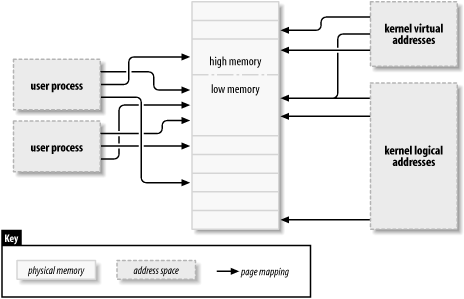 kernel virtual
addresses
high memory
low memory
user process
user process
kernel logical
addresses
Key
physical memory
address space
page mapping